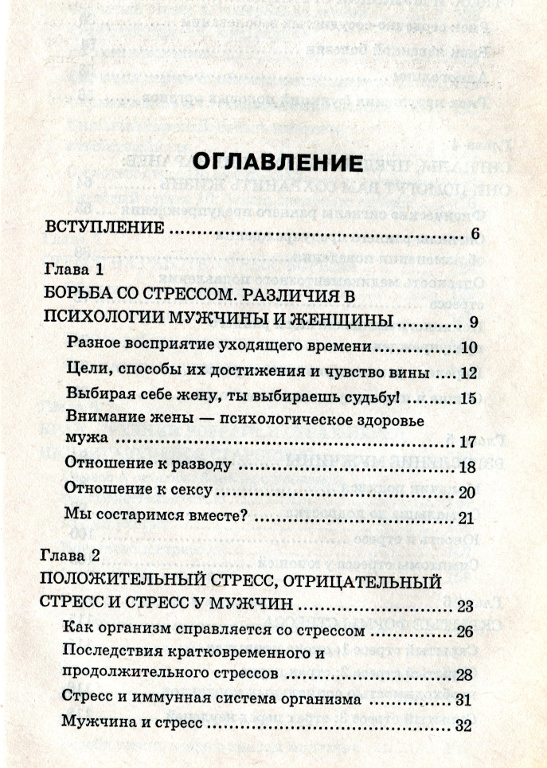 ОГЛАВЛЕНИЕ
ВСТУПЛЕНИЕ ........ 6
Глава 1
БОРЬБА СО СТРЕССОМ. РАЗЛИЧИЯ В
ПСИХОЛОГИИ МУЖЧИНЫ И ЖЕНЩИНЫ ........ 9
Разное восприятие уходящего времени ........ 10
Цели, способы их достижения и чувство вины ........ 12
Выбирая себе жену, ты выбираешь судьбу! ........ 15
Внимание жены — психологическое здоровье
мужа ........ 17
Отношение к разводу ........ 18
Отношение к сексу ........ 20
Мы состаримся вместе? ........ 21
Глава 2
ПОЛОЖИТЕЛЬНЫЙ СТРЕСС, ОТРИЦАТЕЛЬНЫЙ
СТРЕСС И СТРЕСС У МУЖЧИН ........ 23
Как организм справляется со стрессом ........ 26
Последствия кратковременного и
продолжительного стрессов ........ 28
Стресс и иммунная система организма ........ 31
Мужчина и стресс ........ 32